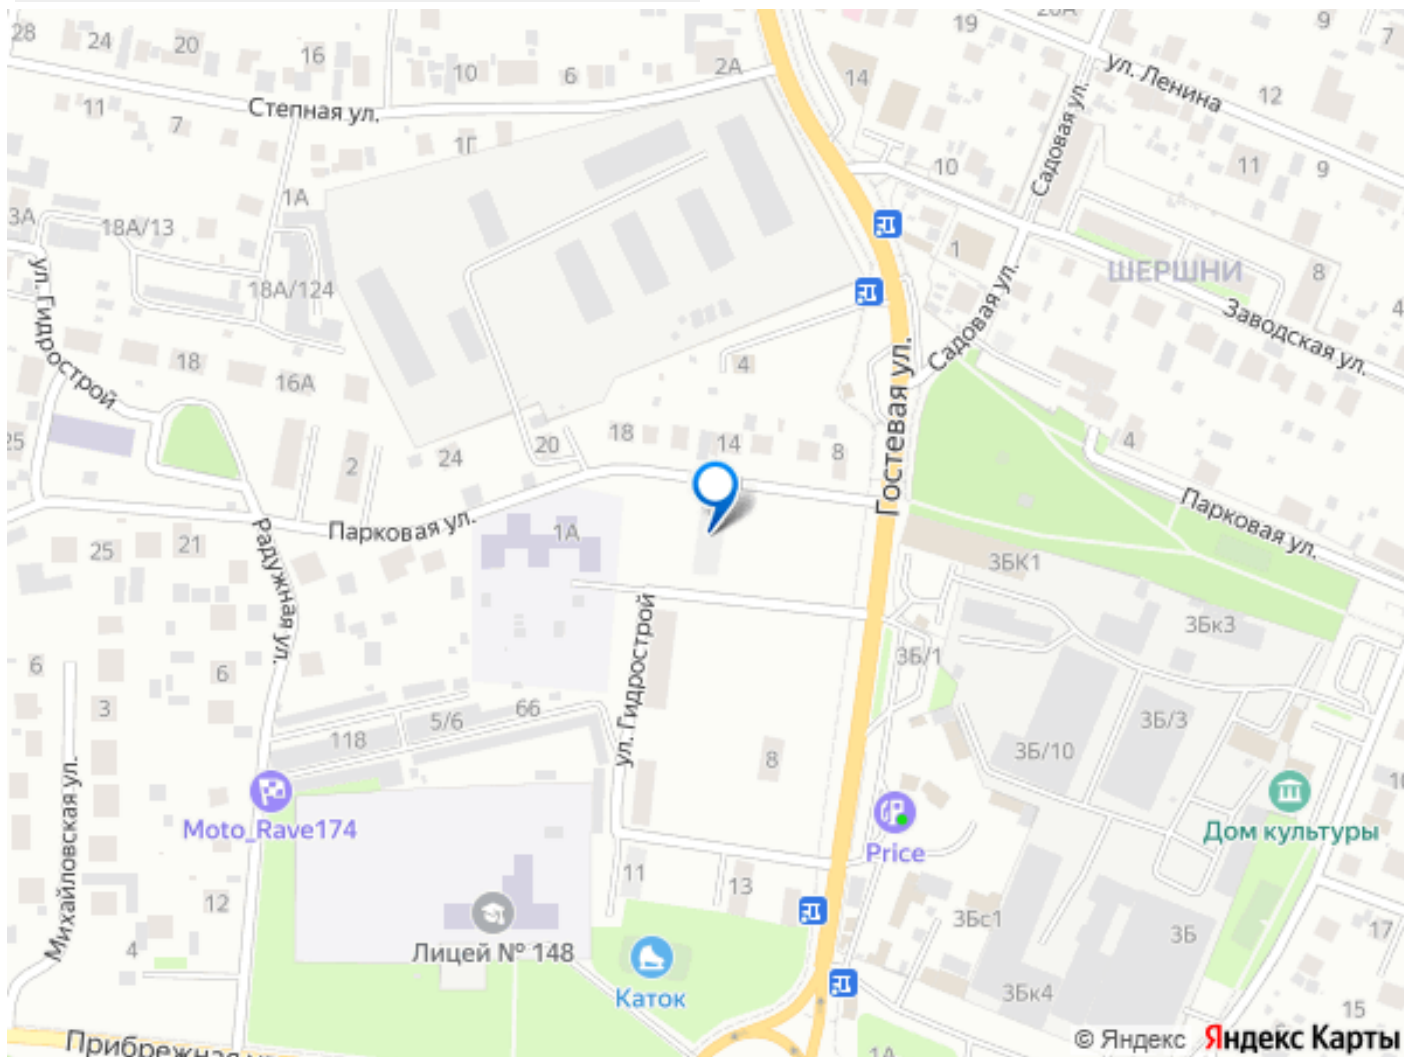 28
24
20
16
10
6
2А
14
19
20А
9
7
ул. Ленина
12
11
7
Степная ул.
1Г
Садовая ул.
11
9
10
1А
3А
18А/13
1
ШЕРШНИ
8
18А/124
4
Заводская ул.
ул. Гидрострой
Садовая ул.
Гостевая ул.
18
16А
4
25
2
24
20
18
14
8
4
Парковая ул.
Парковая ул.
1А
25
21
Радужная ул.
3БК1
3Бк3
ул. Гидрострой
3Б/1
6
6
3
5/6
66
118
3Б/3
3Б/10
8
10
Moto_Rave174
Price
Дом культуры
Михайловская ул.
11
13
12
4
Лицей № 148
3Бс1
3Б
17
Каток
3Бк4
15
Прибрежная
1А
© Яндекс Яндекс Карты